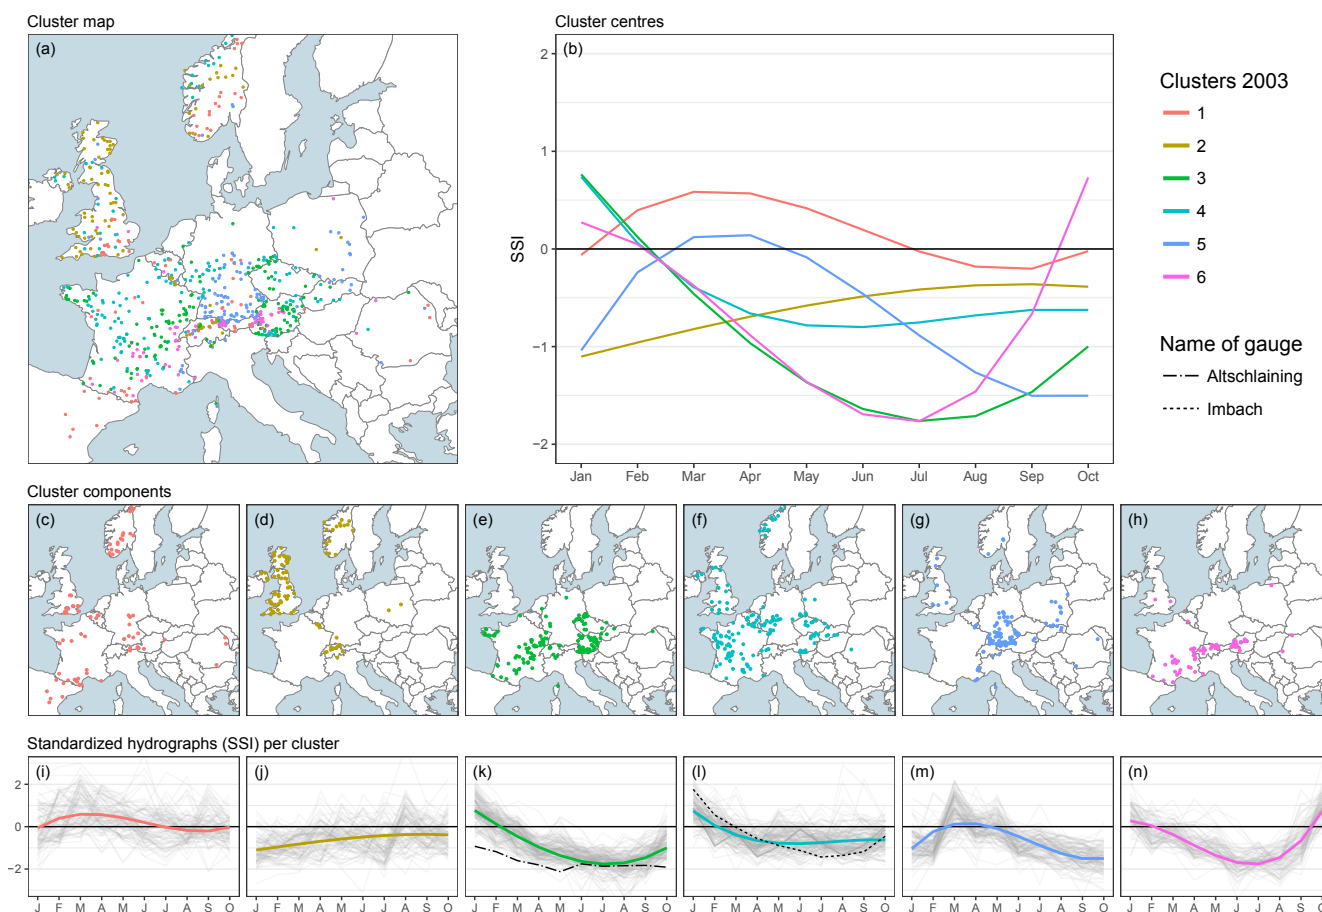 Cluster map
Cluster centres
(a)
(b)
2
1
0
−1
−2
SSI
Jan Feb Mar Apr May Jun Jul Aug Sep Oct
Clusters 2003
1
2
3
4
5
6
Name of gauge
Altschlaining
Imbach
Cluster components
(c) (d) (e) (f) (g) (h)
Standardized hydrographs (SSI) per cluster
(i) (j) (k) (l) (m) (n)
2
0
−2
J F M A M J J A S O J F M A M J J A S O J F M A M J J A S O J F M A M J J A S O J F M A M J J A S O J F M A M J J A S O